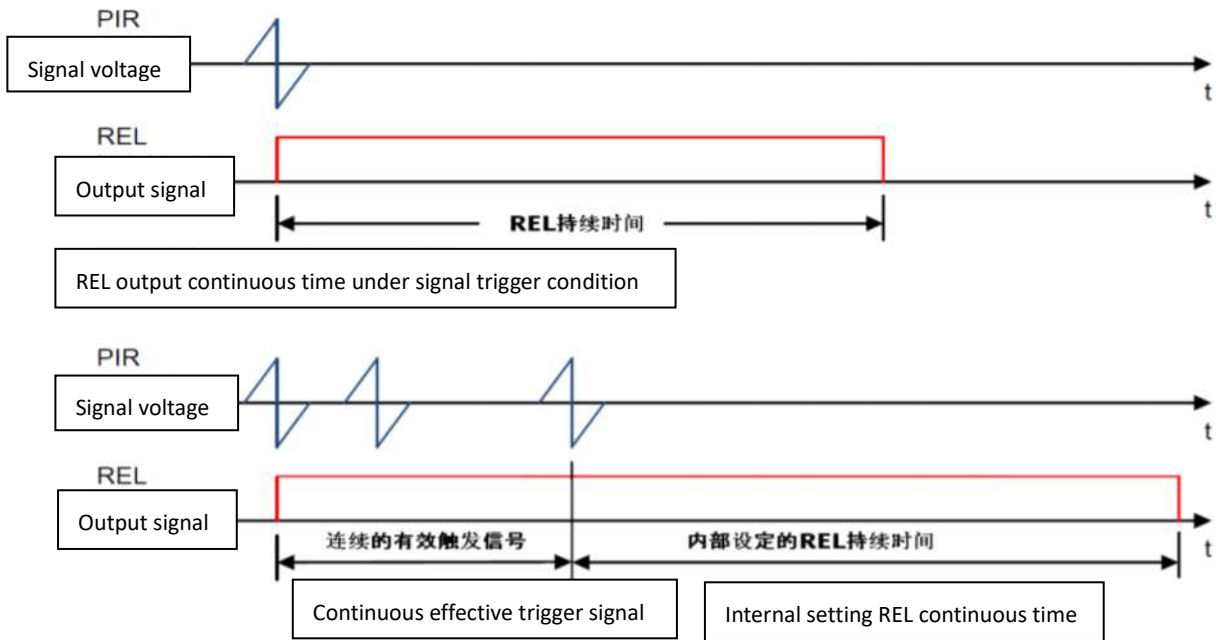 PIR
Signal voltage
t
REL
Output signal
t
REL持续时间
REL output continuous time under signal trigger condition
PIR
Signal voltage
t
REL
Output signal
t
连续的有效触发信号
内部设定的REL持续时间
Continuous effective trigger signal
Internal setting REL continuous time